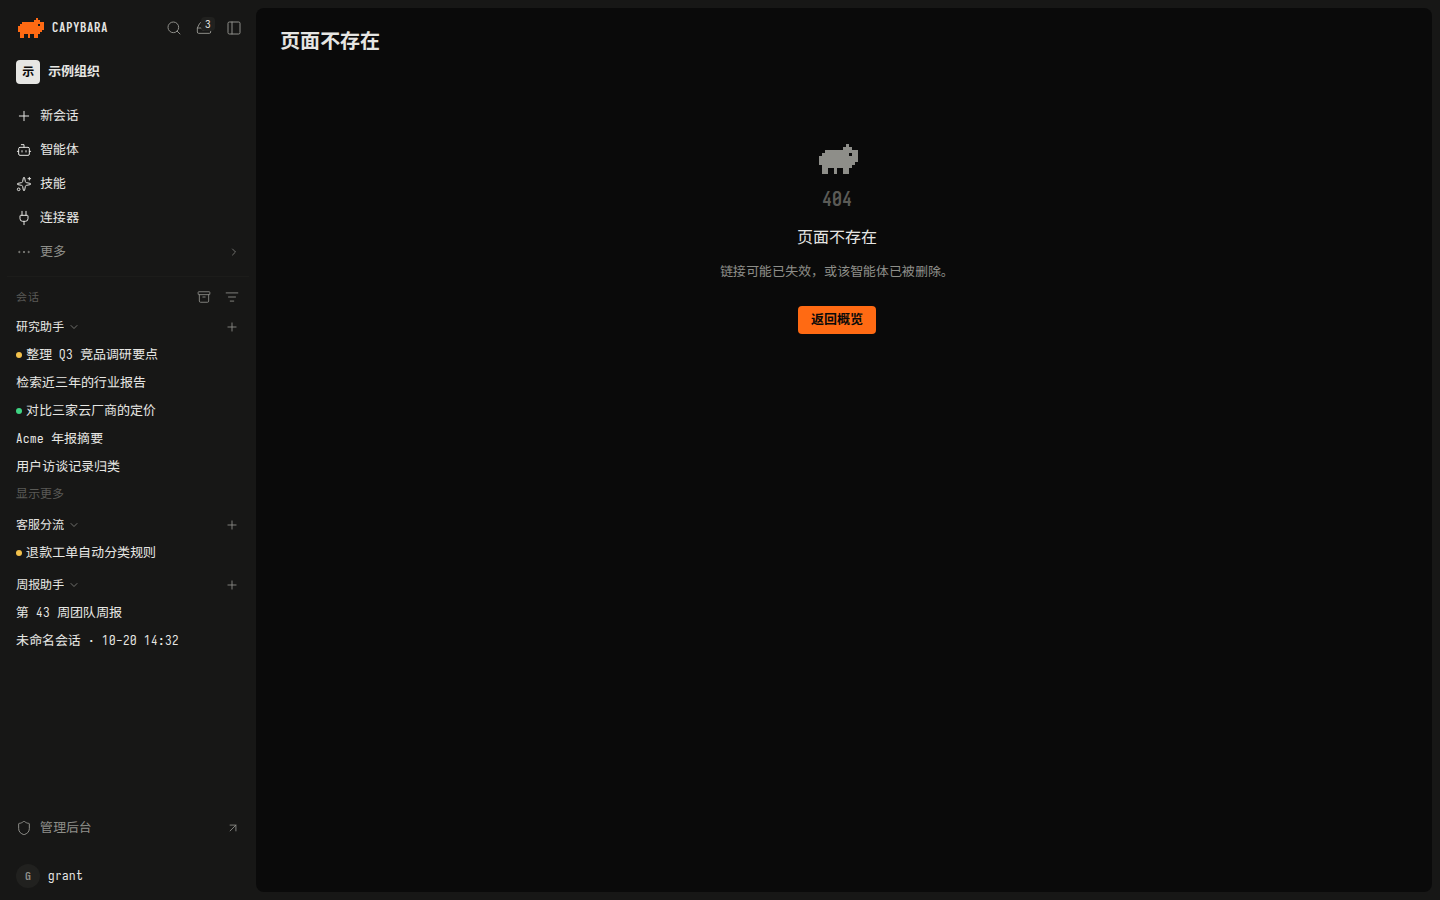 CAPYBARA
3
示 示例组织
新会话
智能体
技能
连接器
更多
会话
研究助手
整理 Q3 竞品调研要点
检索近三年的行业报告
对比三家云厂商的定价
Acme 年报摘要
用户访谈记录归类
显示更多
客服分流
退款工单自动分类规则
周报助手
第 43 周团队周报
未命名会话 · 10-20 14:32
管理后台
G grant
页面不存在
404
页面不存在
链接可能已失效，或该智能体已被删除。
返回概览